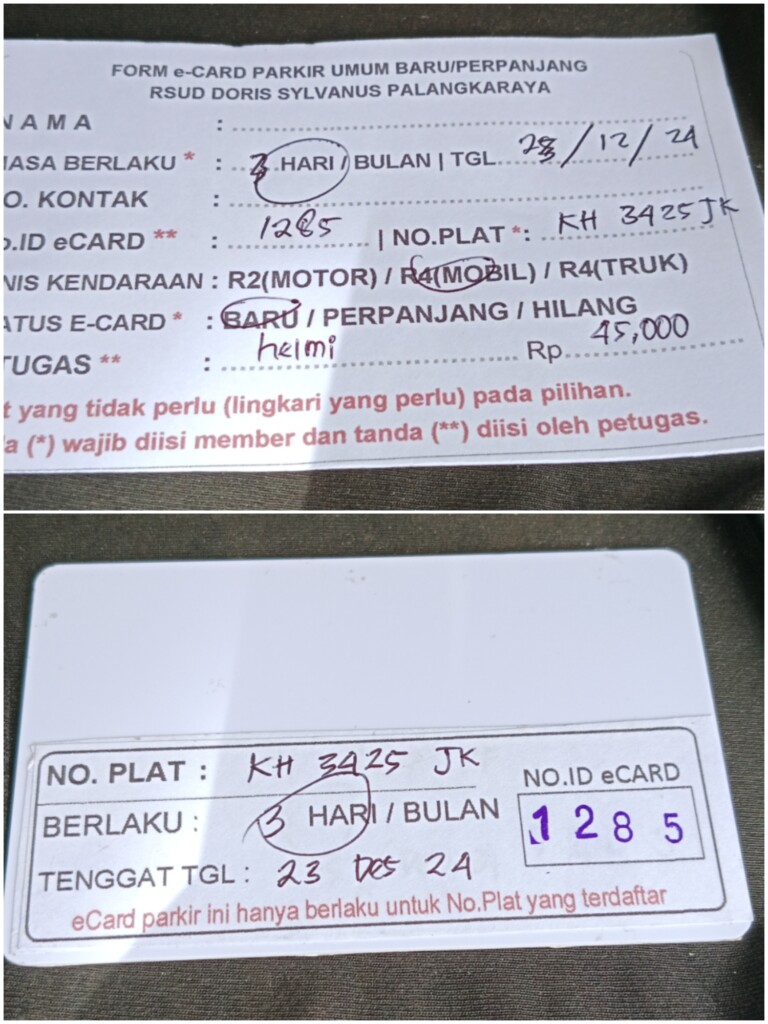 FORM e-CARD PARKIR UMUM BARU/PERPANJANG
RSUD DORIS SYLVANUS PALANGKARAYA
NAMA :
ASA BERLAKU * : 3 HARI / BULAN | TGL 23/12/24
O. KONTAK :
.ID eCARD ** : 1285 | NO.PLAT *: KH 3425 JK
NIS KENDARAAN : R2(MOTOR) / R4(MOBIL) / R4(TRUK)
ATUS E-CARD * : BARU / PERPANJANG / HILANG
TUGAS ** : helmi Rp. 45,000
t yang tidak perlu (lingkari yang perlu) pada pilihan.
a (*) wajib diisi member dan tanda (**) diisi oleh petugas.
NO. PLAT : KH 3425 JK
BERLAKU : 3 HARI / BULAN
NO.ID eCARD
1285
TENGGAT TGL : 23 Des 24
eCard parkir ini hanya berlaku untuk No.Plat yang terdaftar